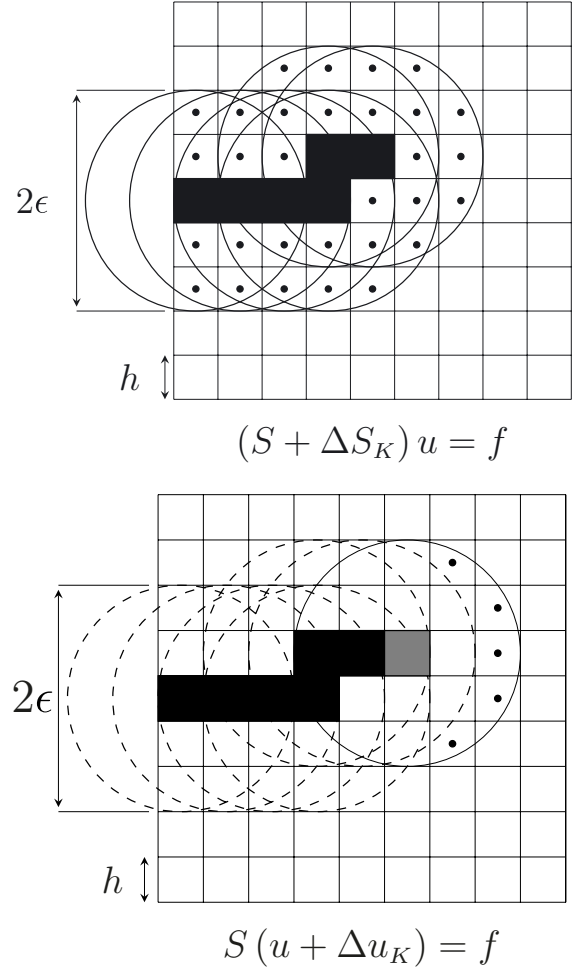 2ϵ
h
(S + ΔS_K) u = f
2ϵ
h
S (u + Δu_K) = f